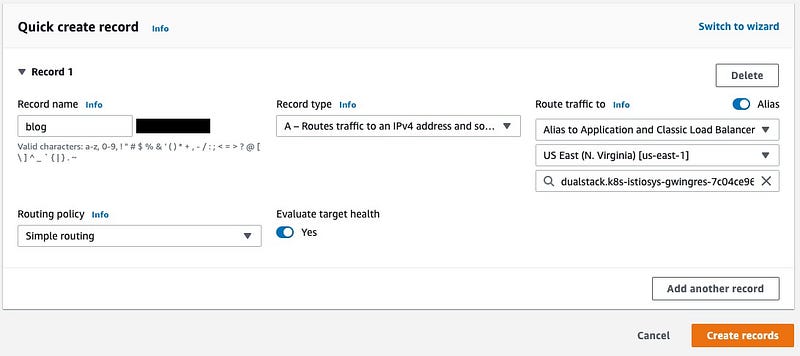 Quick create record Info Switch to wizard
Record 1 Delete
Record name Info Record type Info Route traffic to Info Alias
blog A – Routes traffic to an IPv4 address and so... Alias to Application and Classic Load Balancer
Valid characters: a-z, 0-9, ! " # $ % & ' ( ) * + , - / : ; < = > ? @ [
\ ] ^ _ ` { | } . ~
US East (N. Virginia) [us-east-1]
dualstack.k8s-istiosys-gwingres-7c04ce9€
Routing policy Info Evaluate target health
Simple routing Yes
Add another record
Cancel Create records